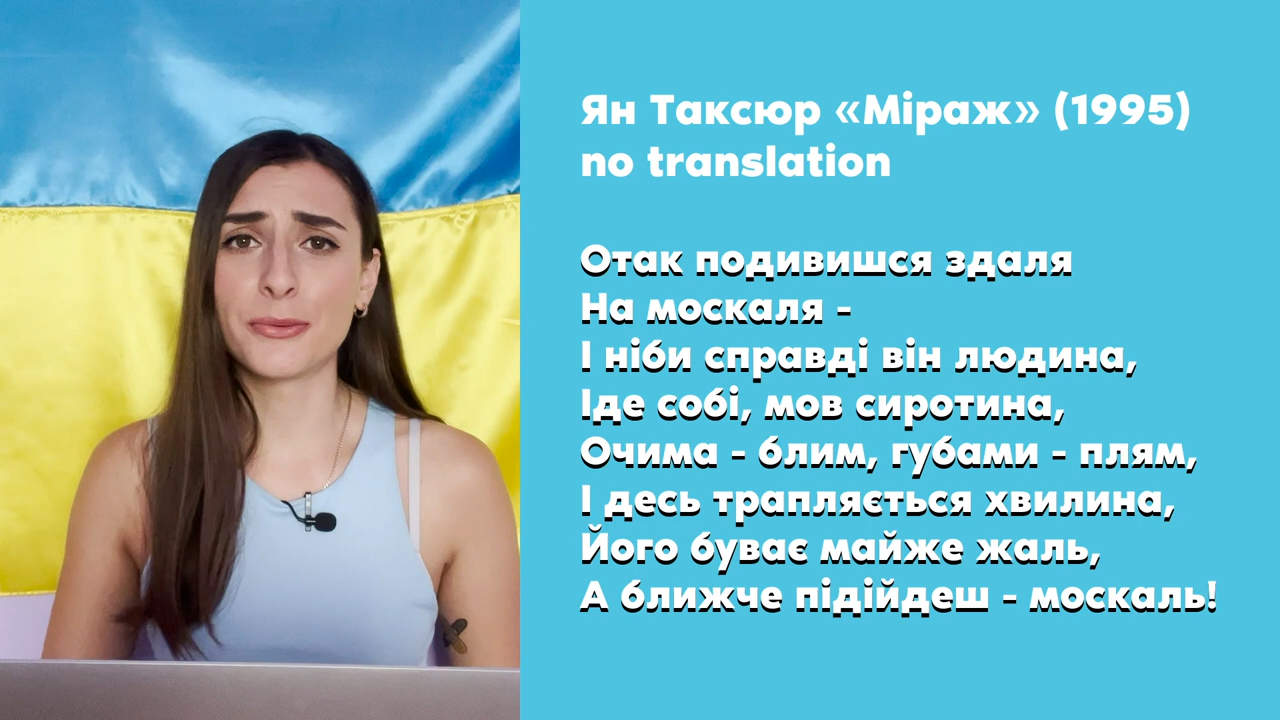 Ян Таксюр «Міраж» (1995)
no translation
Отак подивишся здаля
На москаля -
І ніби справді він людина,
Іде собі, мов сиротина,
Очима - блим, губами - плям,
І десь трапляється хвилина,
Його буває майже жаль,
А ближче підійдеш - москаль!